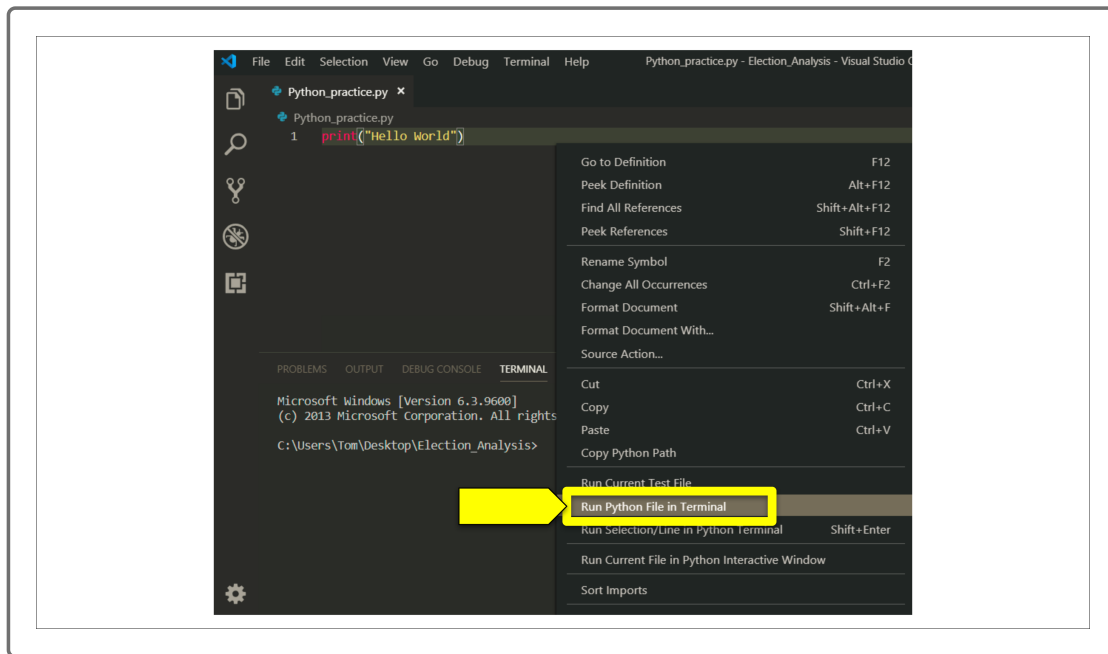 File Edit Selection View Go Debug Terminal Help Python_practice.py - Election_Analysis - Visual Studio
Python_practice.py ×
Python_practice.py
1 print("Hello World")
Go to Definition F12
Peek Definition Alt+F12
Find All References Shift+Alt+F12
Peek References Shift+F12
Rename Symbol F2
Change All Occurrences Ctrl+F2
Format Document Shift+Alt+F
Format Document With...
Source Action...
Cut Ctrl+X
Copy Ctrl+C
Paste Ctrl+V
Copy Python Path
Run Current Test File
Run Python File in Terminal
Run Selection/Line in Python Terminal Shift+Enter
Run Current File in Python Interactive Window
Sort Imports
PROBLEMS OUTPUT DEBUG CONSOLE TERMINAL
Microsoft Windows [Version 6.3.9600]
(c) 2013 Microsoft Corporation. All rights
C:\Users\Tom\Desktop\Election_Analysis>